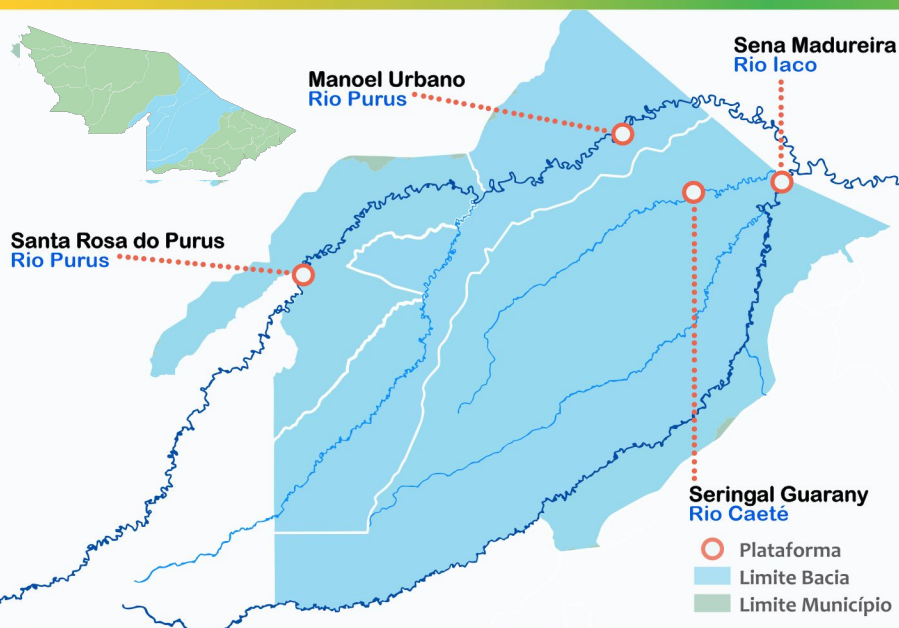 Sena Madureira
Rio Iaco
Manoel Urbano
Rio Purus
Santa Rosa do Purus
Rio Purus
Seringal Guarany
Rio Caeté
Plataforma
Limite Bacia
Limite Município